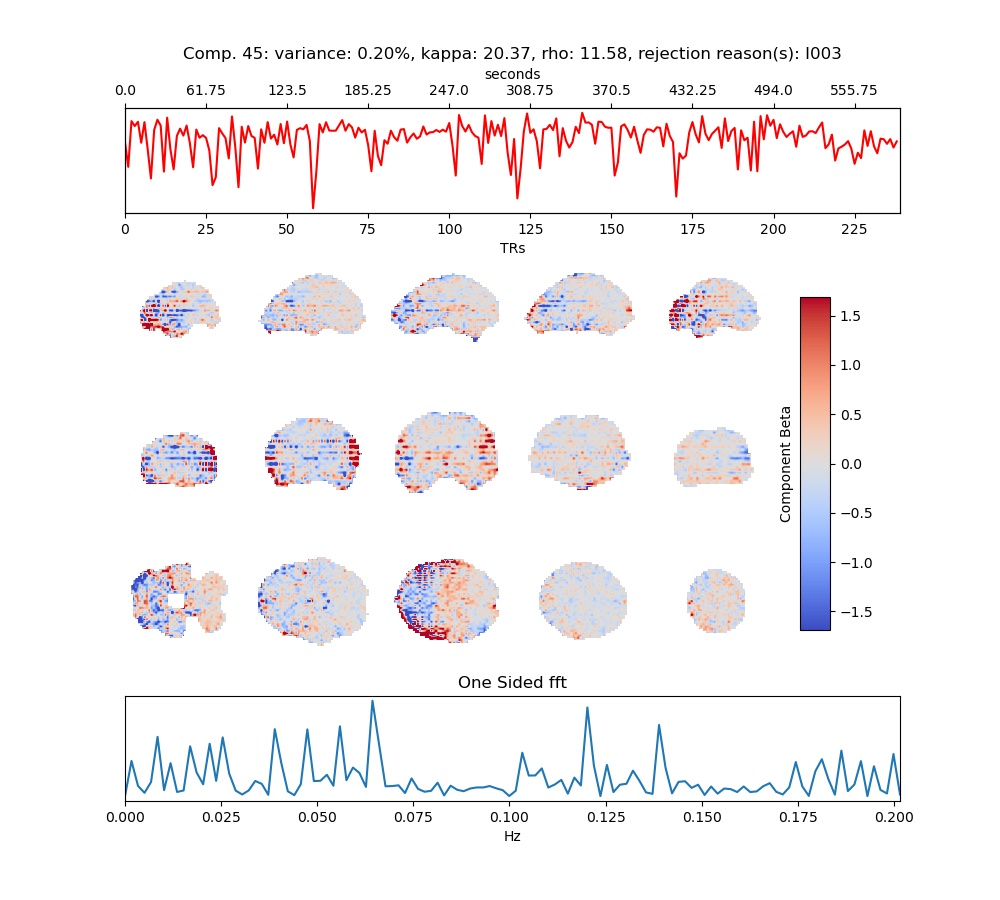 Comp. 45: variance: 0.20%, kappa: 20.37, rho: 11.58, rejection reason(s): I003
seconds
0.0 61.75 123.5 185.25 247.0 308.75 370.5 432.25 494.0 555.75
0 25 50 75 100 125 150 175 200 225
TRs
1.5
1.0
0.5
0.0
−0.5
−1.0
−1.5
Component Beta
One Sided fft
0.000 0.025 0.050 0.075 0.100 0.125 0.150 0.175 0.200
Hz